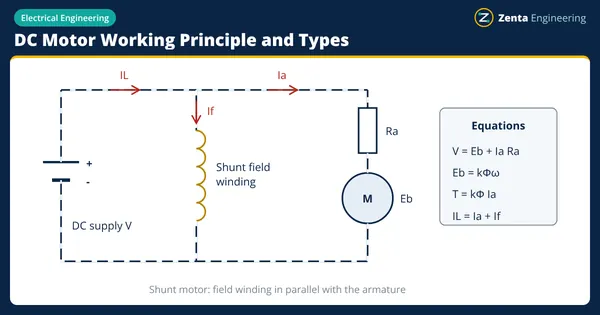 Electrical Engineering
Zenta Engineering
DC Motor Working Principle and Types
IL
Ia
If
Ra
Shunt field
winding
+
-
M
Eb
DC supply V
Equations
V = Eb + Ia Ra
Eb = kΦω
T = kΦ Ia
IL = Ia + If
Shunt motor: field winding in parallel with the armature